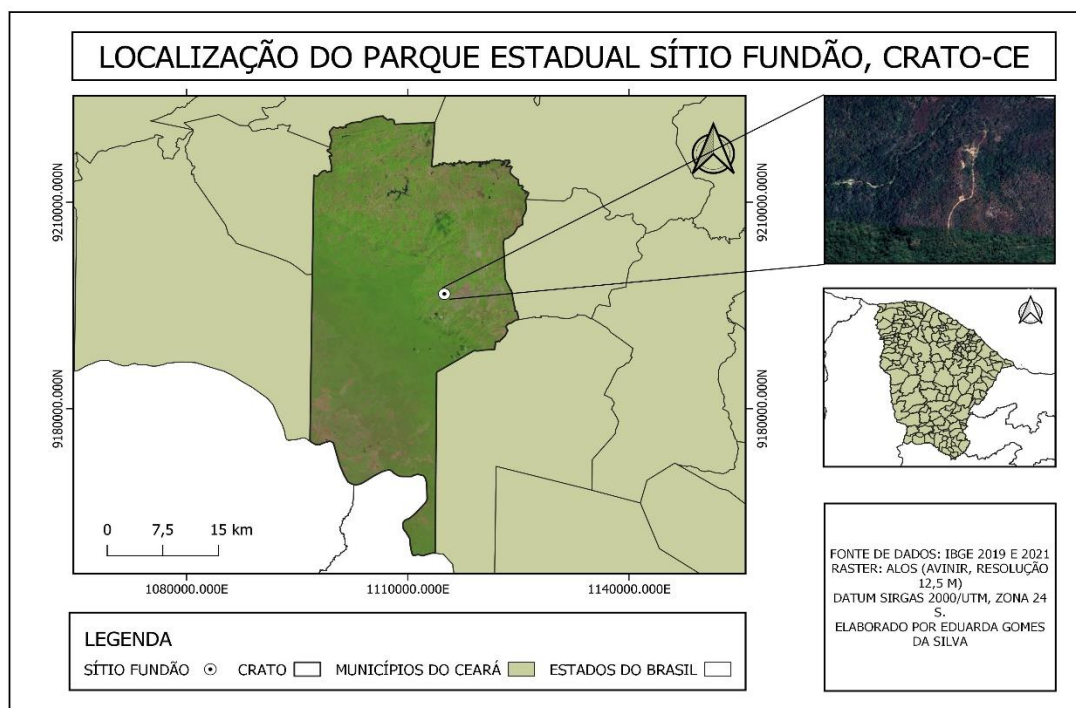 LOCALIZAÇÃO DO PARQUE ESTADUAL SÍTIO FUNDÃO, CRATO-CE
9210000.000N
9210000.000N
9180000.000N
9180000.000N
0 7,5 15 km
1080000.000E 1110000.000E 1140000.000E
LEGENDA
SÍTIO FUNDÃO CRATO MUNICÍPIOS DO CEARÁ ESTADOS DO BRASIL
FONTE DE DADOS: IBGE 2019 E 2021
RASTER: ALOS (AVINIR, RESOLUÇÃO
12,5 M)
DATUM SIRGAS 2000/UTM, ZONA 24
S.
ELABORADO POR EDUARDA GOMES
DA SILVA